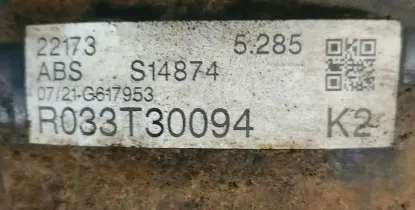 22173 5.285
ABS S14874
07/21-G617953
R033T30094 K2